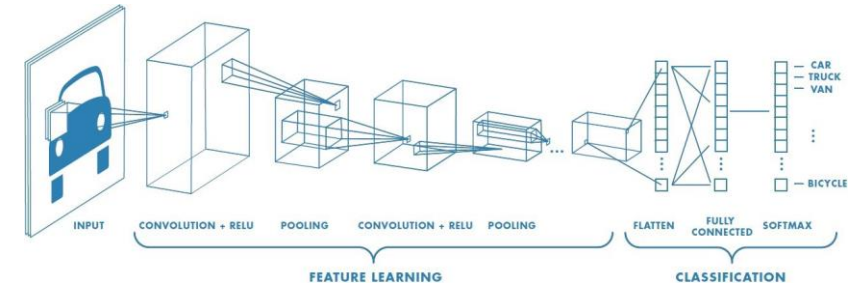 CAR
TRUCK
VAN
BICYCLE
INPUT
CONVOLUTION + RELU
POOLING
CONVOLUTION + RELU
POOLING
FLATTEN
FULLY
CONNECTED
SOFTMAX
FEATURE LEARNING
CLASSIFICATION